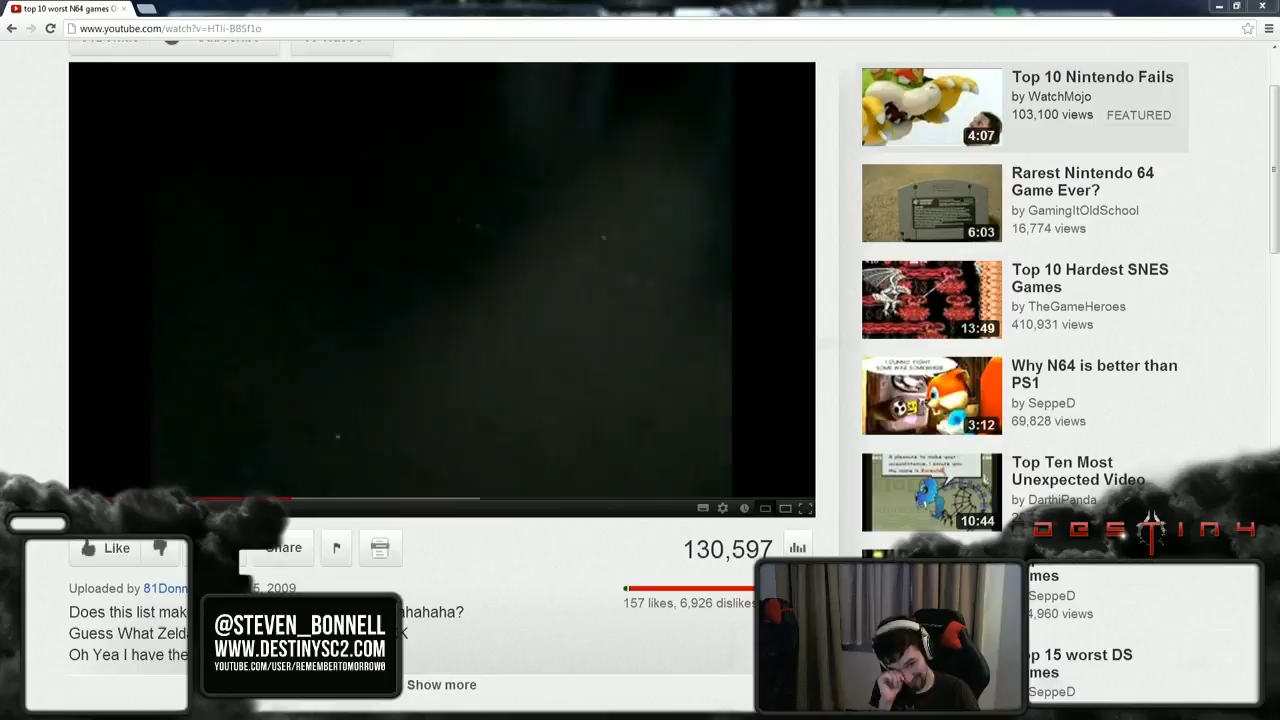 top 10 worst N64 games O
www.youtube.com/watch?v=HTli-BBSf1o
Top 10 Nintendo Fails
by WatchMojo
103,100 views FEATURED
4:07
Rarest Nintendo 64
Game Ever?
by GamingItOldSchool
16,774 views
6:03
Top 10 Hardest SNES
Games
by TheGameHeroes
410,931 views
13:49
Why N64 is better than
PS1
by SeppeD
69,828 views
3:12
Top Ten Most
Unexpected Video
by DarthiPanda
10:44
DESTINY
mes
SeppeD
4,960 views
op 15 worst DS
mes
SeppeD
Like
Share
130,597
Uploaded by 81Donn 5, 2009
157 likes, 6,926 dislikes
Does this list mak ahahaha?
Guess What Zeld K
Oh Yea I have the
Show more
@STEVEN_BONNELL
WWW.DESTINYSC2.COM
YOUTUBE.COM/USER/REMEMBERTOMORROW0